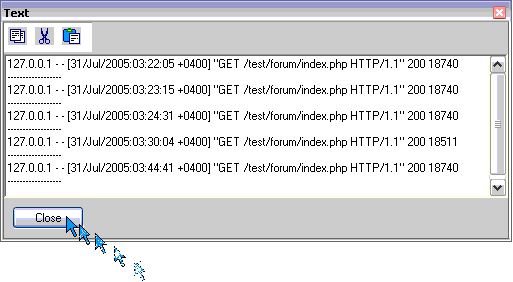 Text
127.0.0.1 - - [31/Jul/2005:03:22:05 +0400] "GET /test/forum/index.php HTTP/1.1" 200 18740
--------------------
127.0.0.1 - - [31/Jul/2005:03:23:15 +0400] "GET /test/forum/index.php HTTP/1.1" 200 18740
--------------------
127.0.0.1 - - [31/Jul/2005:03:24:31 +0400] "GET /test/forum/index.php HTTP/1.1" 200 18740
--------------------
127.0.0.1 - - [31/Jul/2005:03:30:04 +0400] "GET /test/forum/index.php HTTP/1.1" 200 18511
--------------------
127.0.0.1 - - [31/Jul/2005:03:44:41 +0400] "GET /test/forum/index.php HTTP/1.1" 200 18740
--------------------
Close